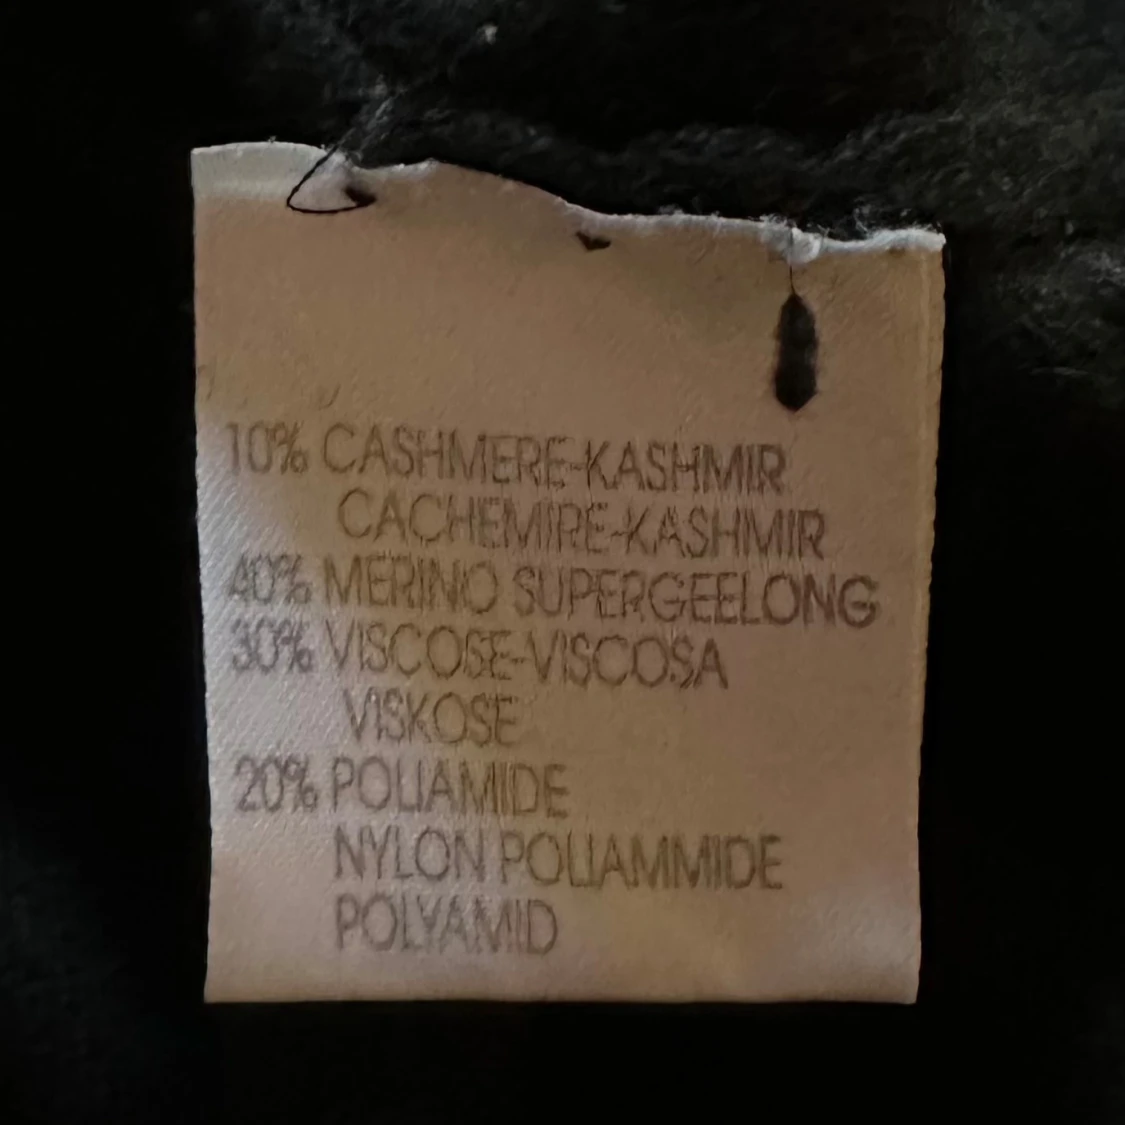 10% CASHMERE-KASHMIR
CACHEMIRE-KASHMIR
40% MERINO SUPERGEELONG
30% VISCOSE-VISCOSA
VISKOSE
20% POLIAMIDE
NYLON POLIAMMIDE
POLYAMID